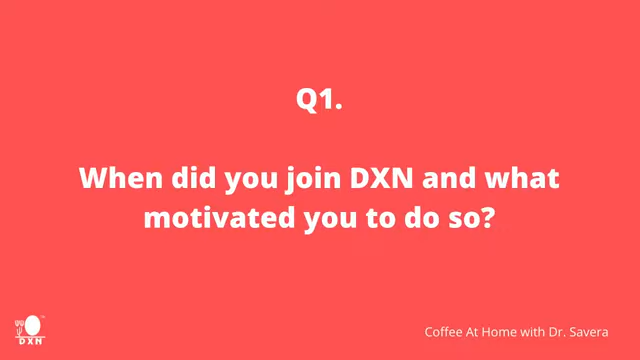 Q1.
When did you join DXN and what
motivated you to do so?
DXN
Coffee At Home with Dr. Savera